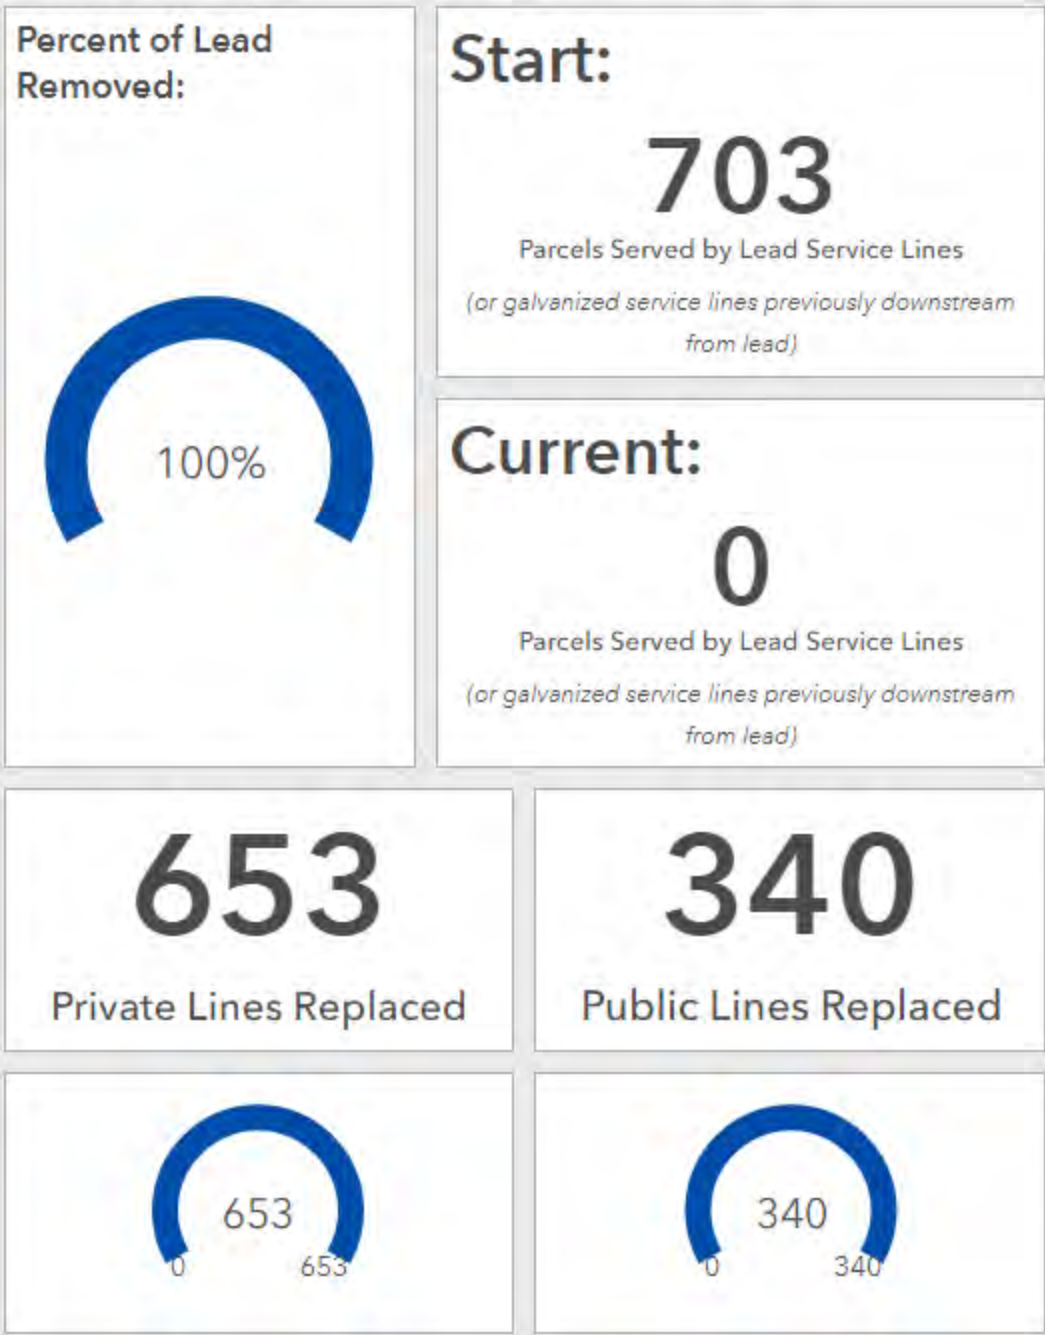 Percent of Lead
Removed:
100%
Start:
703
Parcels Served by Lead Service Lines
(or galvanized service lines previously downstream
from lead)
Current:
0
Parcels Served by Lead Service Lines
(or galvanized service lines previously downstream
from lead)
653
Private Lines Replaced
340
Public Lines Replaced
653
0 653
340
0 340